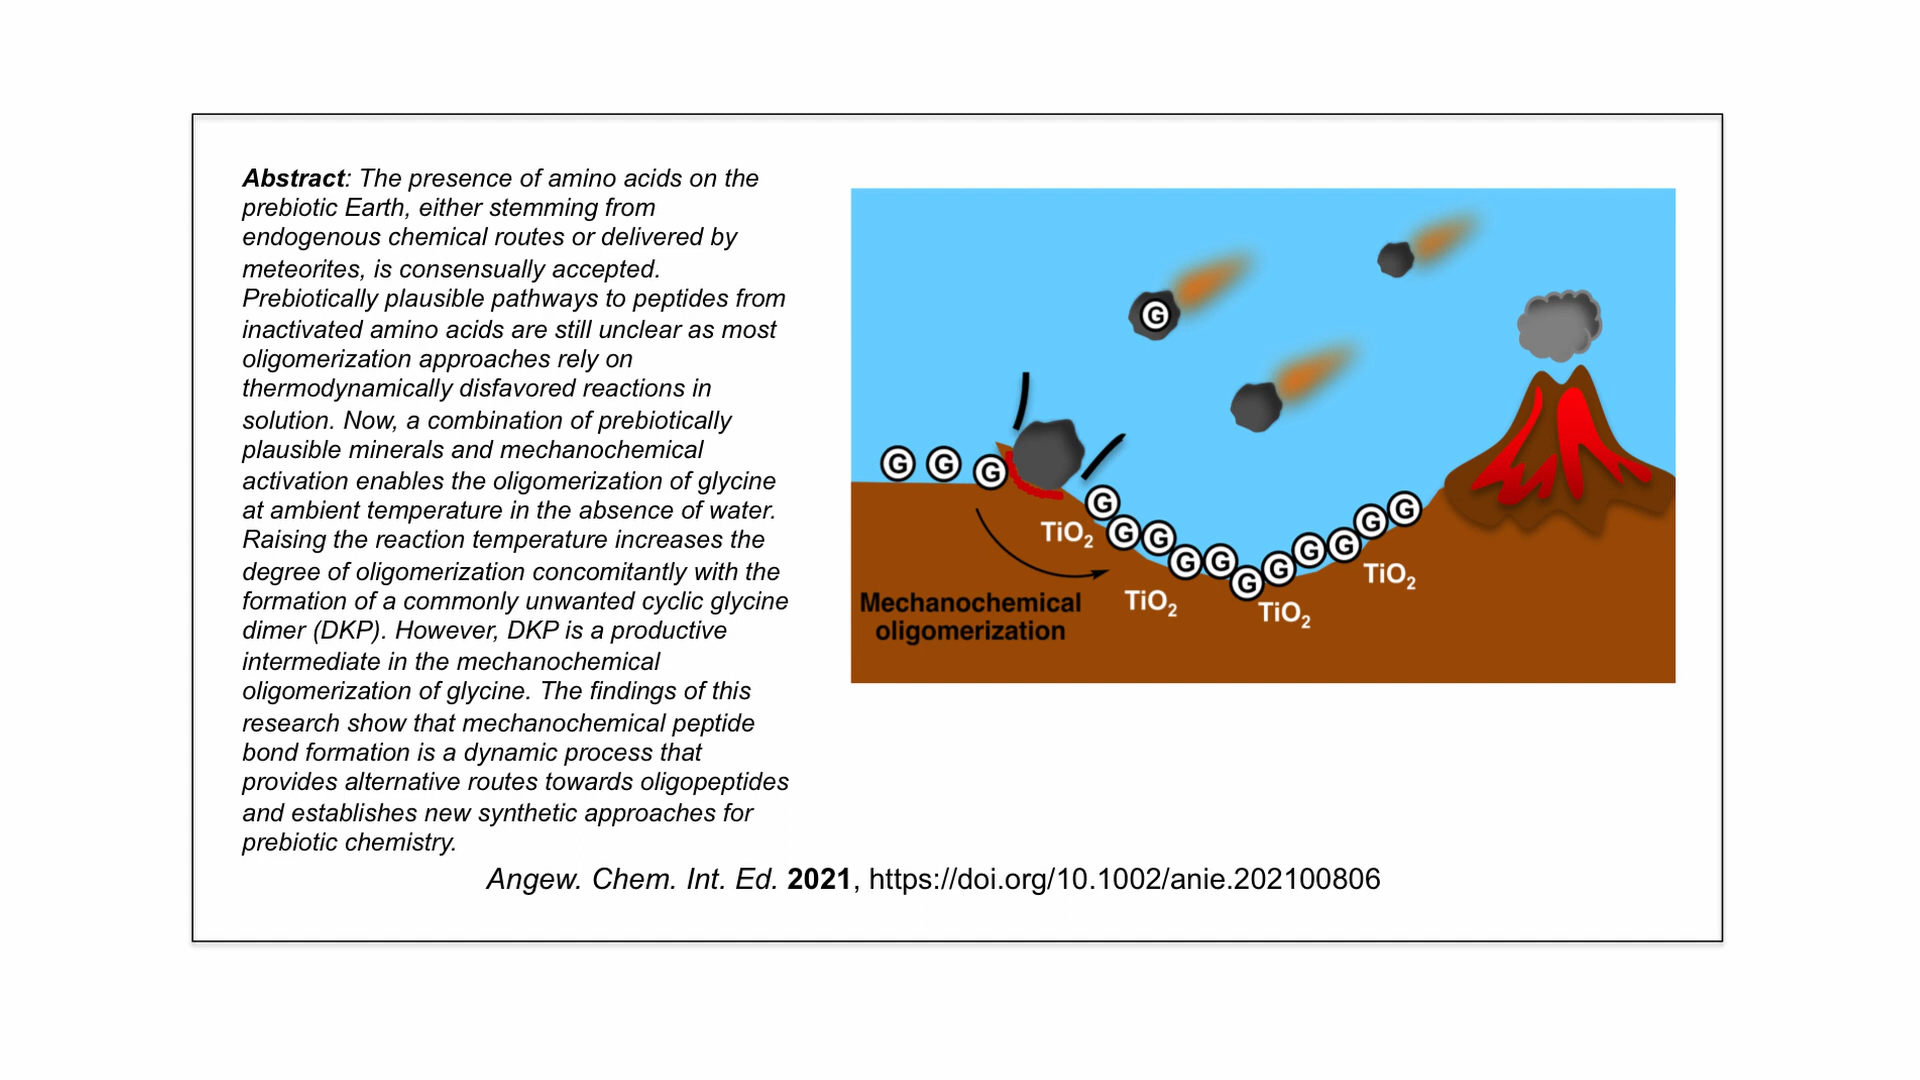 Abstract: The presence of amino acids on the
prebiotic Earth, either stemming from
endogenous chemical routes or delivered by
meteorites, is consensually accepted.
Prebiotically plausible pathways to peptides from
inactivated amino acids are still unclear as most
oligomerization approaches rely on
thermodynamically disfavored reactions in
solution. Now, a combination of prebiotically
plausible minerals and mechanochemical
activation enables the oligomerization of glycine
at ambient temperature in the absence of water.
Raising the reaction temperature increases the
degree of oligomerization concomitantly with the
formation of a commonly unwanted cyclic glycine
dimer (DKP). However, DKP is a productive
intermediate in the mechanochemical
oligomerization of glycine. The findings of this
research show that mechanochemical peptide
bond formation is a dynamic process that
provides alternative routes towards oligopeptides
and establishes new synthetic approaches for
prebiotic chemistry.
G
G G G
G G G G G G G G G G G
TiO₂
TiO₂
TiO₂
TiO₂
Mechanochemical
oligomerization
Angew. Chem. Int. Ed. 2021, https://doi.org/10.1002/anie.202100806